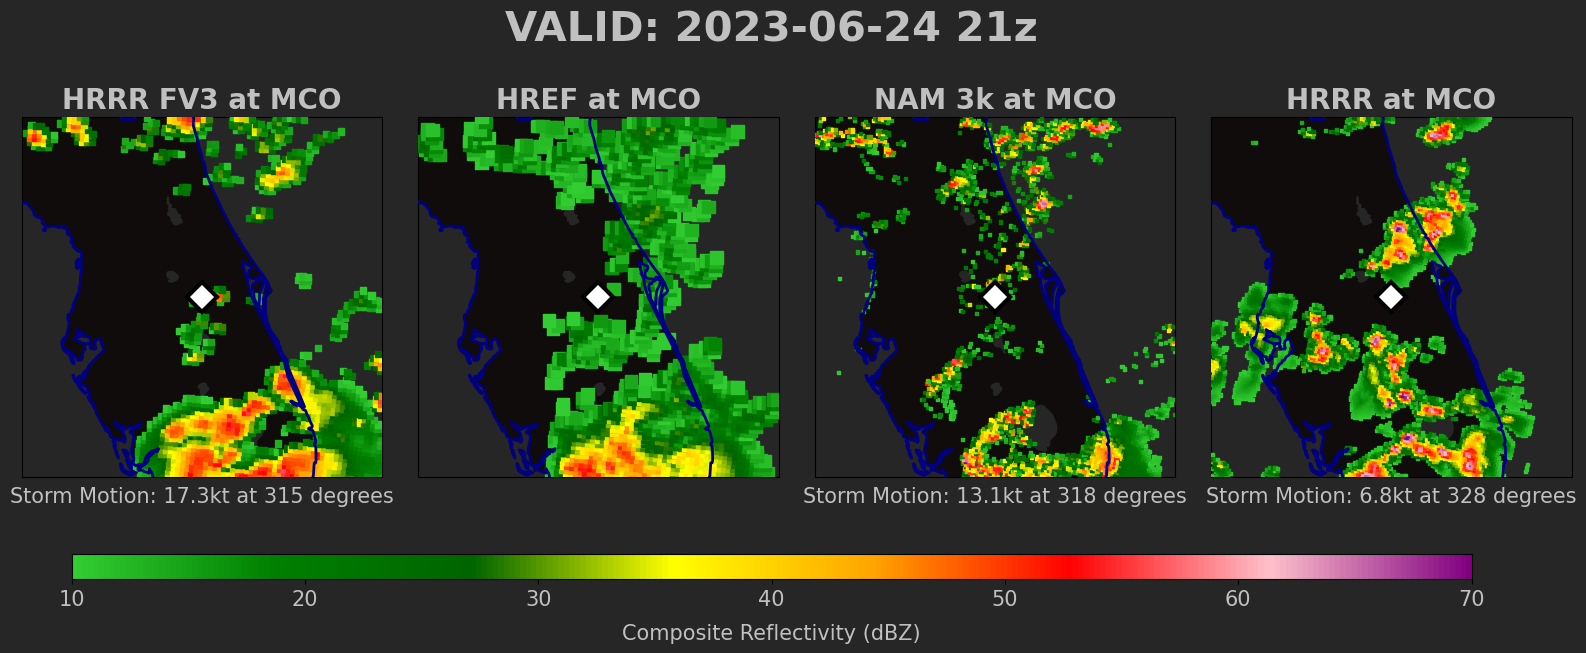 VALID: 2023-06-24 21z
HRRR FV3 at MCO
HREF at MCO
NAM 3k at MCO
HRRR at MCO
Storm Motion: 17.3kt at 315 degrees
Storm Motion: 13.1kt at 318 degrees
Storm Motion: 6.8kt at 328 degrees
10 20 30 40 50 60 70
Composite Reflectivity (dBZ)